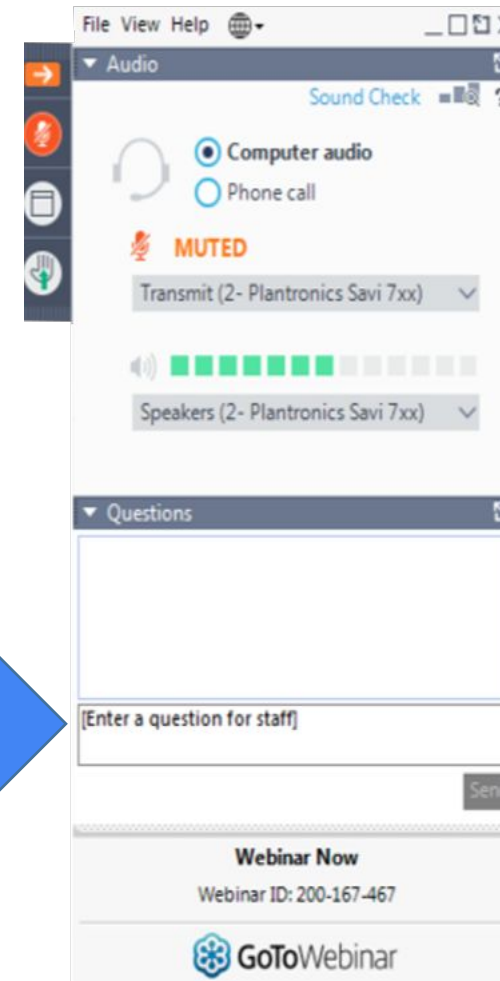 File View Help
Audio
Sound Check ?
Computer audio
Phone call
MUTED
Transmit (2- Plantronics Savi 7xx)
Speakers (2- Plantronics Savi 7xx)
Questions
[Enter a question for staff]
Sen
Webinar Now
Webinar ID: 200-167-467
GoToWebinar